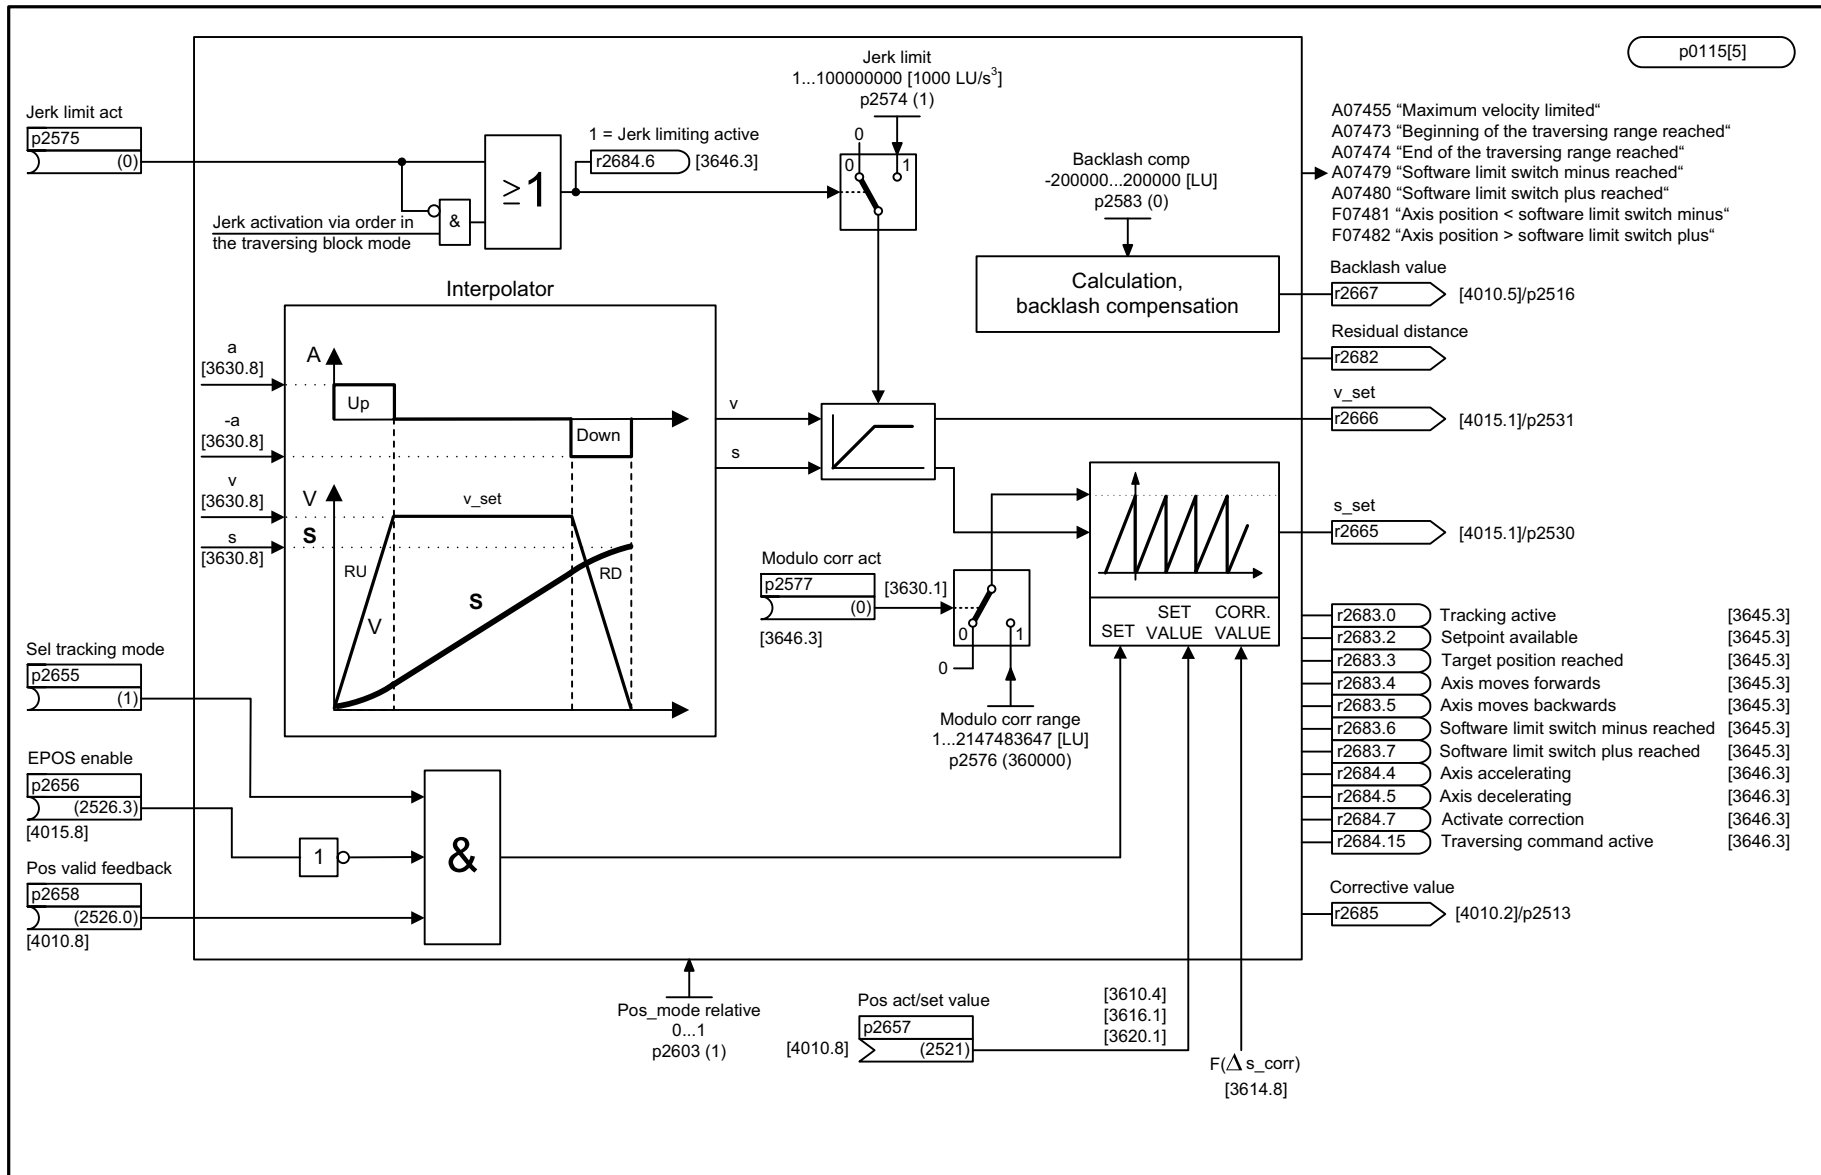 p0115[5]
Jerk limit
1...100000000 [1000 LU/s³]
p2574 (1)
0
0
1
Jerk limit act
p2575
(0)
≥1
1 = Jerk limiting active
r2684.6
[3646.3]
&
Jerk activation via order in
the traversing block mode
Backlash comp
-200000...200000 [LU]
p2583 (0)
Calculation,
backlash compensation
A07455 “Maximum velocity limited“
A07473 “Beginning of the traversing range reached“
A07474 “End of the traversing range reached“
A07479 “Software limit switch minus reached“
A07480 “Software limit switch plus reached“
F07481 “Axis position < software limit switch minus“
F07482 “Axis position > software limit switch plus“
Backlash value
r2667
[4010.5]/p2516
Residual distance
r2682
v_set
r2666
[4015.1]/p2531
s_set
r2665
[4015.1]/p2530
Interpolator
a
[3630.8]
-a
[3630.8]
v
[3630.8]
s
[3630.8]
A
Up
Down
V
S
v_set
RU
V
S
RD
v
s
Modulo corr act
p2577
(0)
[3646.3]
[3630.1]
0
1
0
Modulo corr range
1...2147483647 [LU]
p2576 (360000)
SET
SET
VALUE
CORR.
VALUE
Sel tracking mode
p2655
(1)
EPOS enable
p2656
(2526.3)
[4015.8]
Pos valid feedback
p2658
(2526.0)
[4010.8]
1
&
r2683.0 Tracking active [3645.3]
r2683.2 Setpoint available [3645.3]
r2683.3 Target position reached [3645.3]
r2683.4 Axis moves forwards [3645.3]
r2683.5 Axis moves backwards [3645.3]
r2683.6 Software limit switch minus reached [3645.3]
r2683.7 Software limit switch plus reached [3645.3]
r2684.4 Axis accelerating [3646.3]
r2684.5 Axis decelerating [3646.3]
r2684.7 Activate correction [3646.3]
r2684.15 Traversing command active [3646.3]
Corrective value
r2685
[4010.2]/p2513
Pos_mode relative
0...1
p2603 (1)
Pos act/set value
p2657
(2521)
[4010.8]
[3610.4]
[3616.1]
[3620.1]
F(Δ s_corr)
[3614.8]